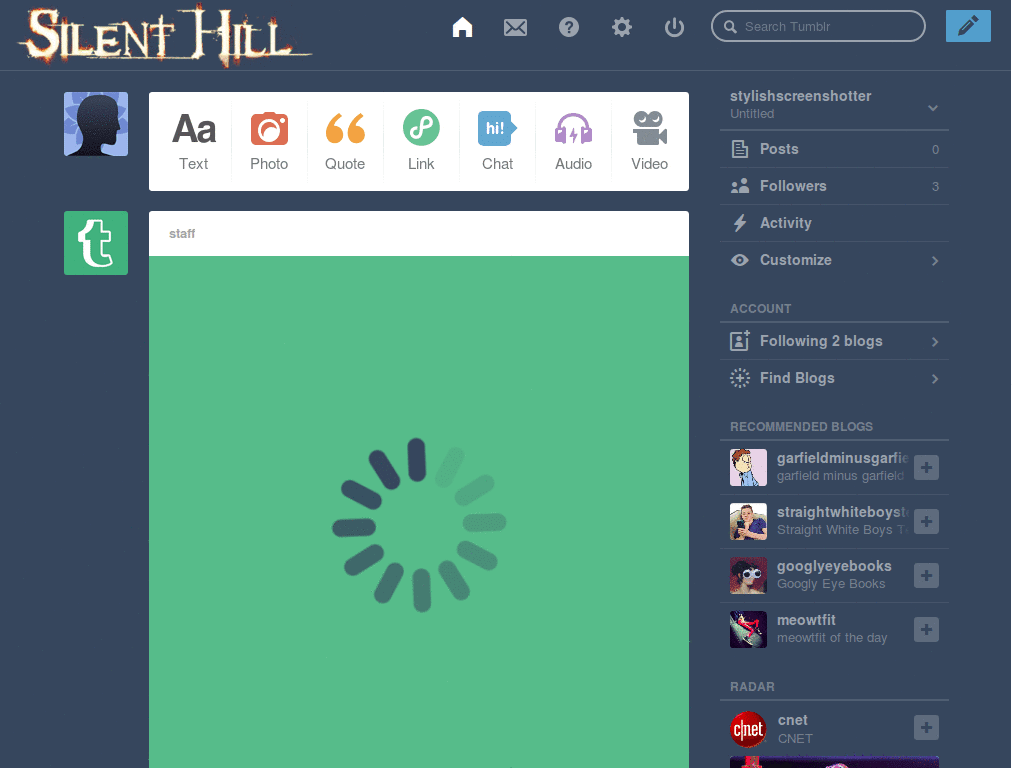 SILENT HILL
Search Tumblr
Aa
Text
Photo
Quote
Link
hi!
Chat
Audio
Video
t
staff
stylishscreenshotter
Untitled
Posts 0
Followers 3
Activity
Customize
ACCOUNT
Following 2 blogs
Find Blogs
RECOMMENDED BLOGS
garfieldminusgarfie
garfield minus garfield
straightwhiteboyst
Straight White Boys T
googlyeyebooks
Googly Eye Books
meowtfit
meowtfit of the day
RADAR
c|net
cnet
CNET